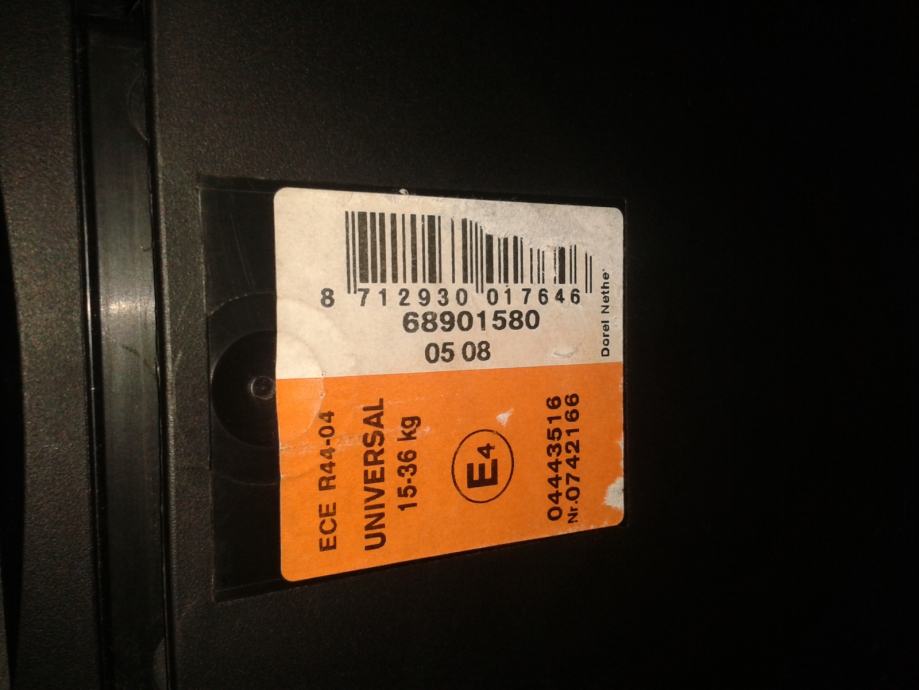 8 712930 017646
68901580
05 08
Dorel Nethe
ECE R44-04
UNIVERSAL
15-36 kg
E4
04443516
Nr.0742166